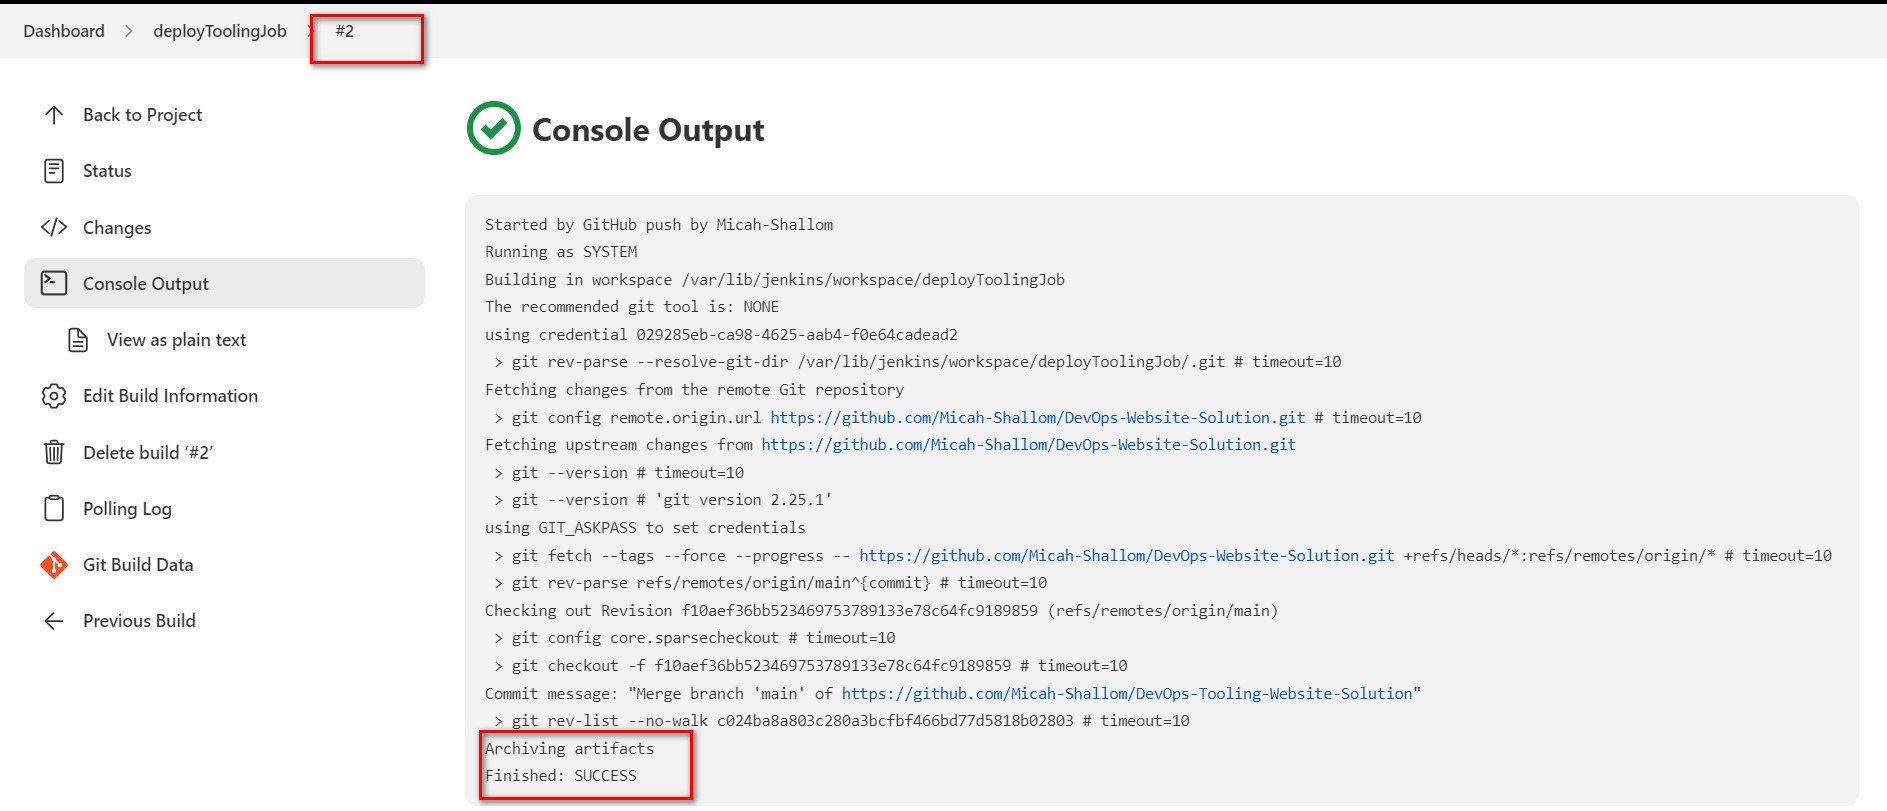 Dashboard > deployToolingJob > #2
Back to Project
Status
Changes
Console Output
View as plain text
Edit Build Information
Delete build ‘#2’
Polling Log
Git Build Data
Previous Build
Console Output
Started by GitHub push by Micah-Shallom
Running as SYSTEM
Building in workspace /var/lib/jenkins/workspace/deployToolingJob
The recommended git tool is: NONE
using credential 029285eb-ca98-4625-aab4-f0e64cadead2
> git rev-parse --resolve-git-dir /var/lib/jenkins/workspace/deployToolingJob/.git # timeout=10
Fetching changes from the remote Git repository
> git config remote.origin.url https://github.com/Micah-Shallom/DevOps-Website-Solution.git # timeout=10
Fetching upstream changes from https://github.com/Micah-Shallom/DevOps-Website-Solution.git
> git --version # timeout=10
> git --version # 'git version 2.25.1'
using GIT_ASKPASS to set credentials
> git fetch --tags --force --progress -- https://github.com/Micah-Shallom/DevOps-Website-Solution.git +refs/heads/*:refs/remotes/origin/* # timeout=10
> git rev-parse refs/remotes/origin/main^{commit} # timeout=10
Checking out Revision f10aef36bb523469753789133e78c64fc9189859 (refs/remotes/origin/main)
> git config core.sparsecheckout # timeout=10
> git checkout -f f10aef36bb523469753789133e78c64fc9189859 # timeout=10
Commit message: "Merge branch 'main' of https://github.com/Micah-Shallom/DevOps-Tooling-Website-Solution"
> git rev-list --no-walk c024ba8a803c280a3bcfbf466bd77d5818b02803 # timeout=10
Archiving artifacts
Finished: SUCCESS